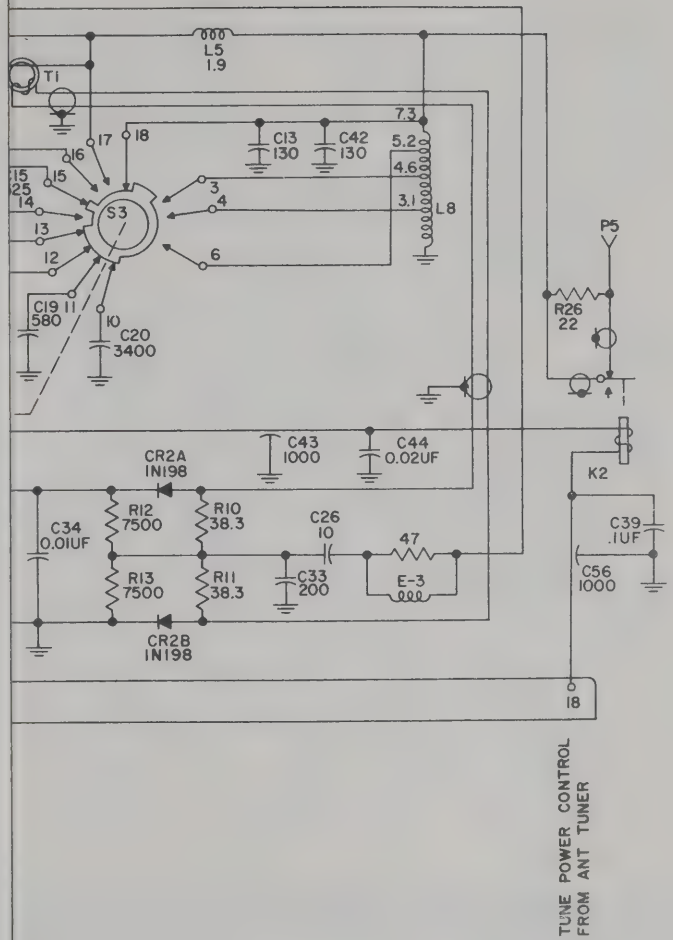 L5
1.9
T1
7.3
18
17
C13
130
C42
130
5.2
16
4.6
3
15
C15
25
14
S3
4
3.1
L8
P5
13
12
6
R26
22
C19
580
11
10
C20
3400
C43
1000
C44
0.02UF
K2
CR2A
1N198
C34
0.01UF
R12
7500
R10
38.3
C26
10
47
C39
.1UF
C56
1000
R13
7500
R11
38.3
C33
200
E-3
CR2B
1N198
18
TUNE POWER CONTROL
FROM ANT TUNER